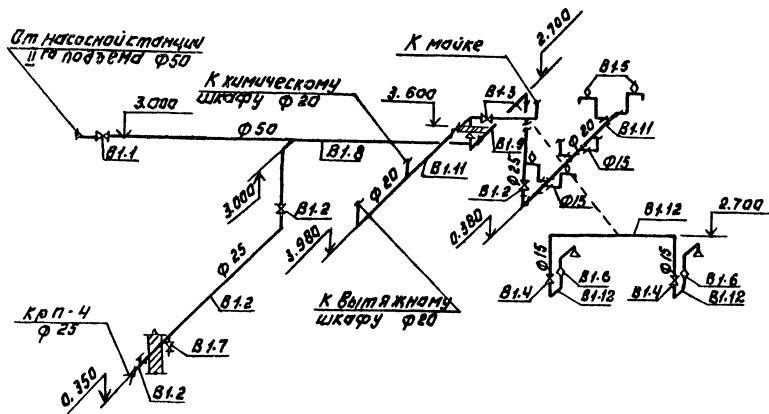 От насосной станции
IIго подъема Ф50
К химическому
шкафу Ф20
К мойке
2.700
3.600
В1.3
В1.5
3.000
Ф50
В1.1
В1.8
В1.11
В1.9
Ф25
Ф20
В1.11
Ф15
Ф20
3.000
В1.2
В1.2
Ф15
3.980
0.380
В1.12
2.700
Ф25
В1.2
К вытяжному
шкафу Ф20
Ф15
В1.4
В1.6
В1.12
Ф15
В1.4
В1.6
В1.12
КрП-4
Ф25
В1.7
0.350
В1.2